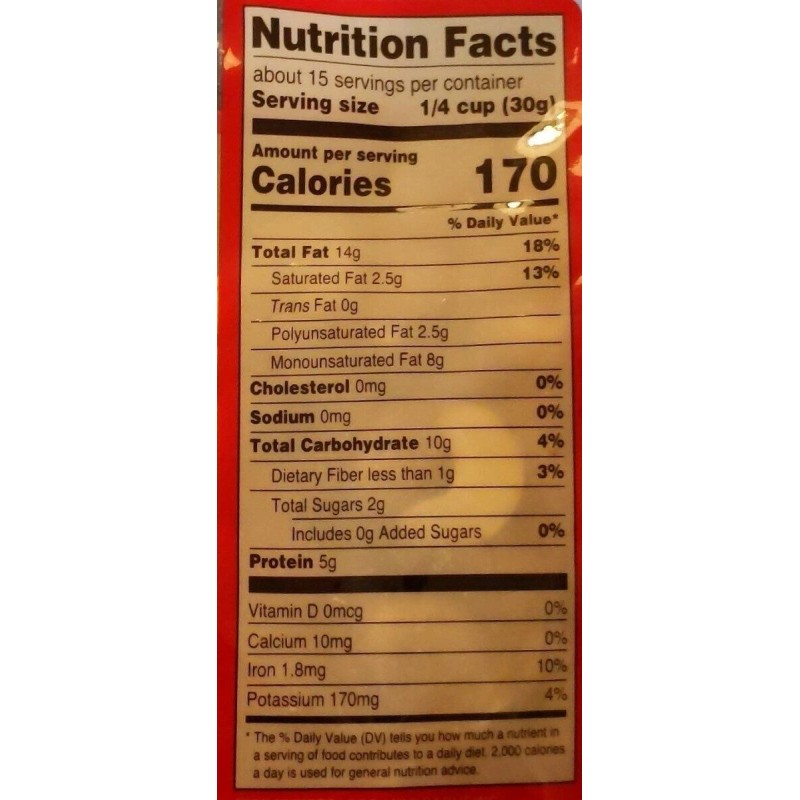 Nutrition Facts
about 15 servings per container
Serving size 1/4 cup (30g)
Amount per serving
Calories 170
% Daily Value*
Total Fat 14g 18%
Saturated Fat 2.5g 13%
Trans Fat 0g
Polyunsaturated Fat 2.5g
Monounsaturated Fat 8g
Cholesterol 0mg 0%
Sodium 0mg 0%
Total Carbohydrate 10g 4%
Dietary Fiber less than 1g 3%
Total Sugars 2g
Includes 0g Added Sugars 0%
Protein 5g
Vitamin D 0mcg 0%
Calcium 10mg 0%
Iron 1.8mg 10%
Potassium 170mg 4%
* The % Daily Value (DV) tells you how much a nutrient in
a serving of food contributes to a daily diet. 2,000 calories
a day is used for general nutrition advice.